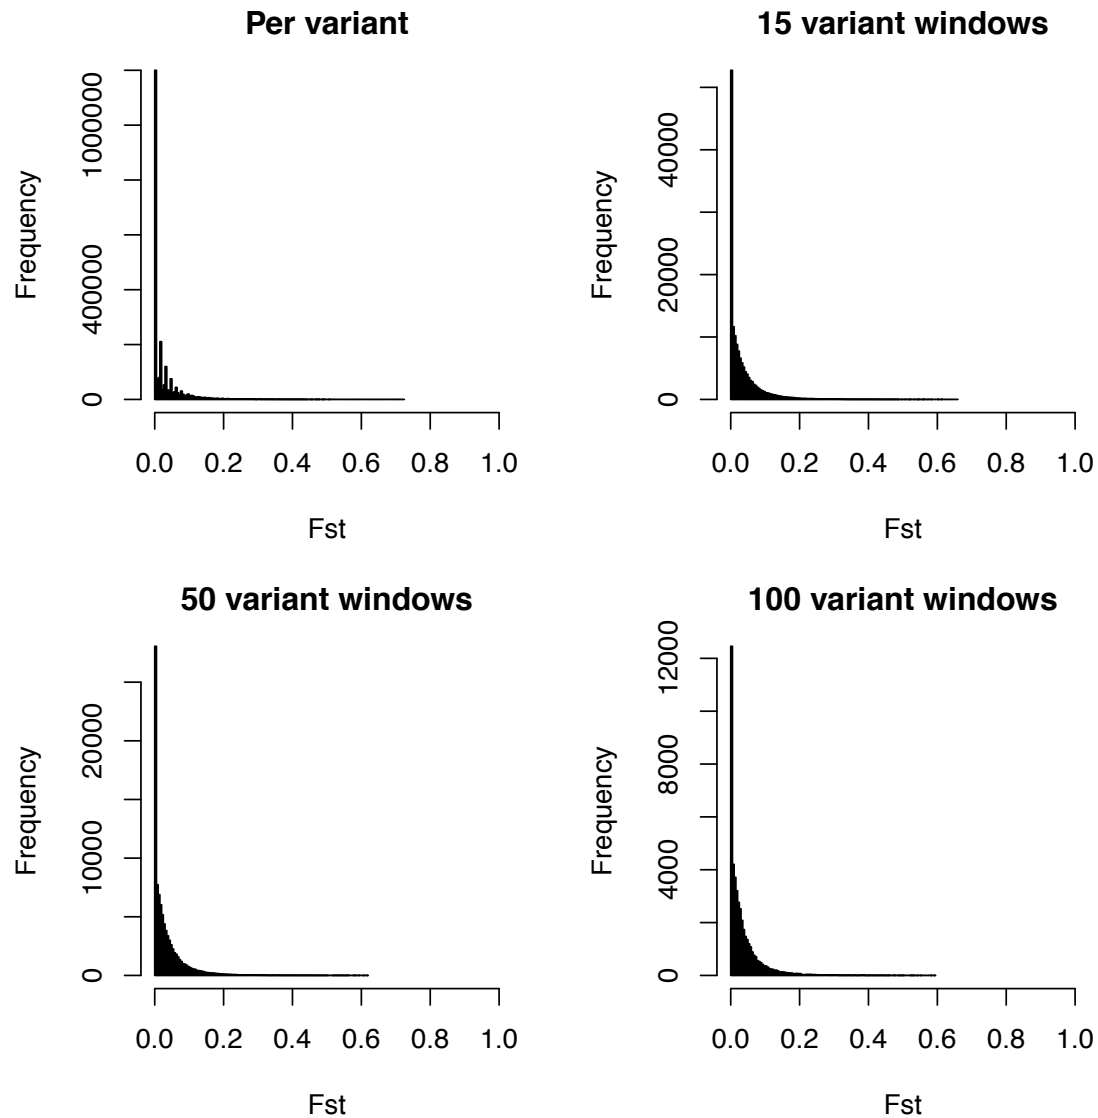 Per variant
Frequency
0
400000
1000000
0.0 0.2 0.4 0.6 0.8 1.0
Fst
15 variant windows
Frequency
0
20000
40000
0.0 0.2 0.4 0.6 0.8 1.0
Fst
50 variant windows
Frequency
0
10000
20000
0.0 0.2 0.4 0.6 0.8 1.0
Fst
100 variant windows
Frequency
0
4000
8000
12000
0.0 0.2 0.4 0.6 0.8 1.0
Fst